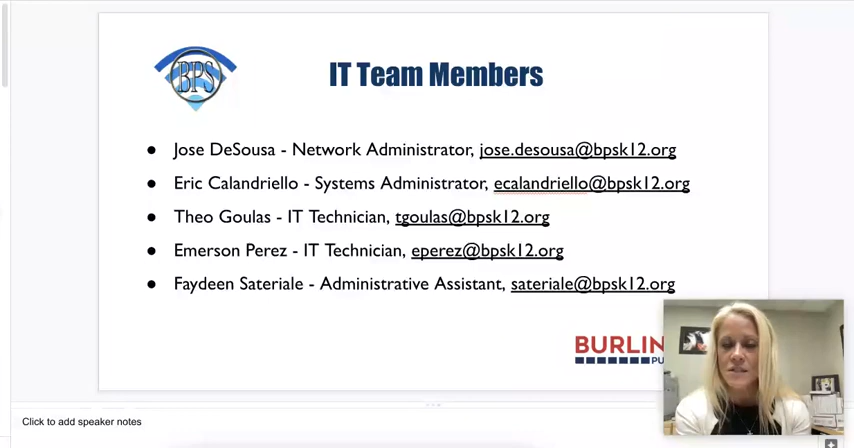 BPS
IT Team Members
● Jose DeSousa - Network Administrator, jose.desousa@bpsk12.org
● Eric Calandriello - Systems Administrator, ecalandriello@bpsk12.org
● Theo Goulas - IT Technician, tgoulas@bpsk12.org
● Emerson Perez - IT Technician, eperez@bpsk12.org
● Faydeen Sateriale - Administrative Assistant, sateriale@bpsk12.org
BURLIN
PU
Click to add speaker notes